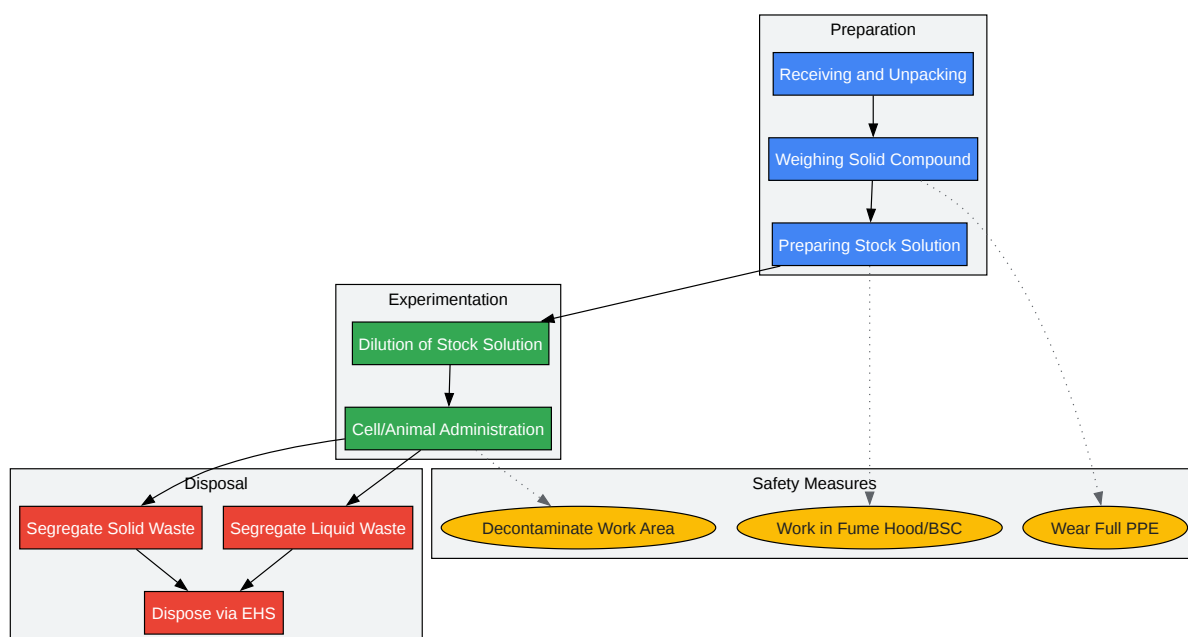 Preparation
Receiving and Unpacking
Weighing Solid Compound
Preparing Stock Solution
Experimentation
Dilution of Stock Solution
Cell/Animal Administration
Disposal
Segregate Solid Waste
Segregate Liquid Waste
Dispose via EHS
Safety Measures
Decontaminate Work Area
Work in Fume Hood/BSC
Wear Full PPE